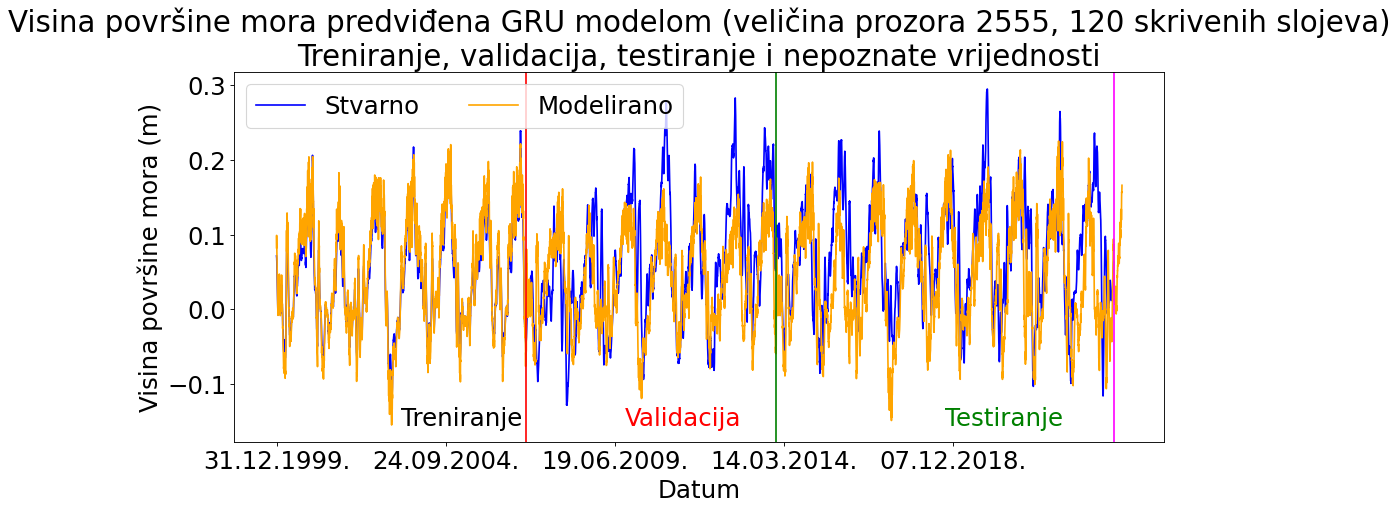 Visina površine mora predviđena GRU modelom (veličina prozora 2555, 120 skrivenih slojeva)
Treniranje, validacija, testiranje i nepoznate vrijednosti
Stvarno
Modelirano
Visina površine mora (m)
0.3
0.2
0.1
0.0
−0.1
Treniranje
Validacija
Testiranje
31.12.1999.
24.09.2004.
19.06.2009.
14.03.2014.
07.12.2018.
Datum